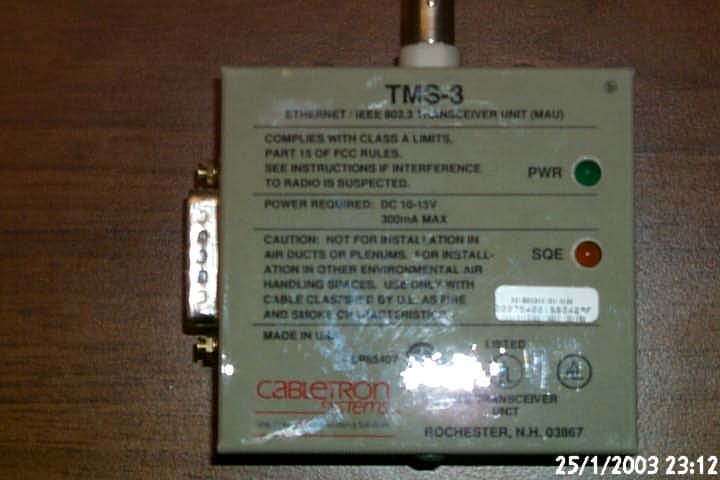 TMS-3
ETHERNET / IEEE 802.3 TRANSCEIVER UNIT (MAU)
COMPLIES WITH CLASS A LIMITS,
PART 15 OF FCC RULES.
SEE INSTRUCTIONS IF INTERFERENCE
TO RADIO IS SUSPECTED.
PWR
POWER REQUIRED: DC 10-15V
300mA MAX
CAUTION: NOT FOR INSTALLATION IN
AIR DUCTS OR PLENUMS. FOR INSTALL-
ATION IN OTHER ENVIRONMENTAL AIR
HANDLING SPACES. USE ONLY WITH
CABLE CLASSIFIED BY U.L. AS FIRE
AND SMOKE CHARACTERISTICS.
SQE
MADE IN
LR85407
LISTED
CABLETRON
SYSTEMS
TRANSCEIVER
UNIT
ROCHESTER, N.H. 03867
25/1/2003 23:12